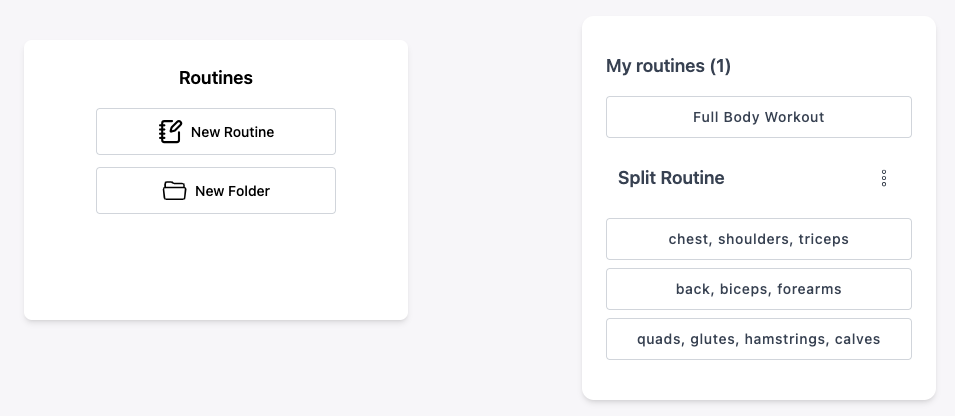 Routines
New Routine
New Folder
My routines (1)
Full Body Workout
Split Routine
chest, shoulders, triceps
back, biceps, forearms
quads, glutes, hamstrings, calves